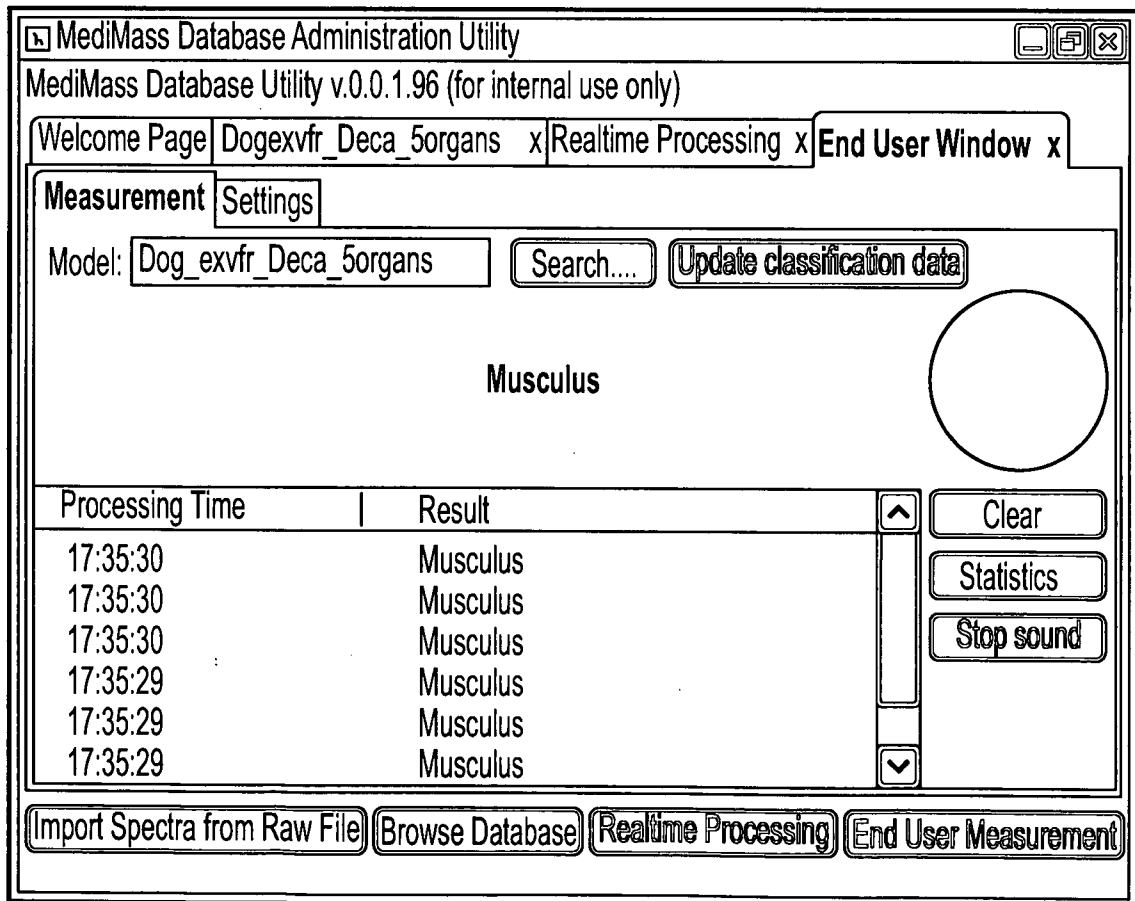 MediMass Database Administration Utility
MediMass Database Utility v.0.0.1.96 (for internal use only)
Welcome Page Dogexvfr_Deca_5organs x Realtime Processing x End User Window x
Measurement Settings
Model: Dog_exvfr_Deca_5organs Search.... Update classification data
Musculus
Processing Time Result
17:35:30 Musculus
17:35:30 Musculus
17:35:30 Musculus
17:35:29 Musculus
17:35:29 Musculus
17:35:29 Musculus
Clear
Statistics
Stop sound
Import Spectra from Raw File Browse Database Realtime Processing End User Measurement